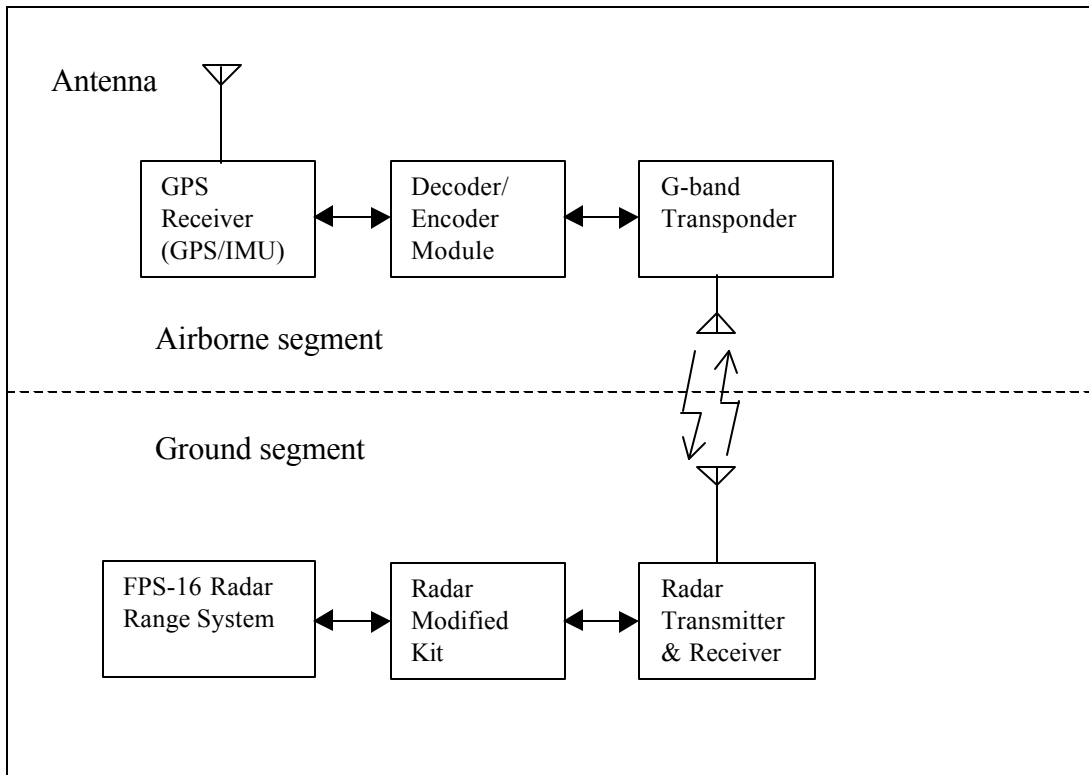 Antenna
GPS
Receiver
(GPS/IMU)
Decoder/
Encoder
Module
G-band
Transponder
Airborne segment
Ground segment
FPS-16 Radar
Range System
Radar
Modified
Kit
Radar
Transmitter
& Receiver